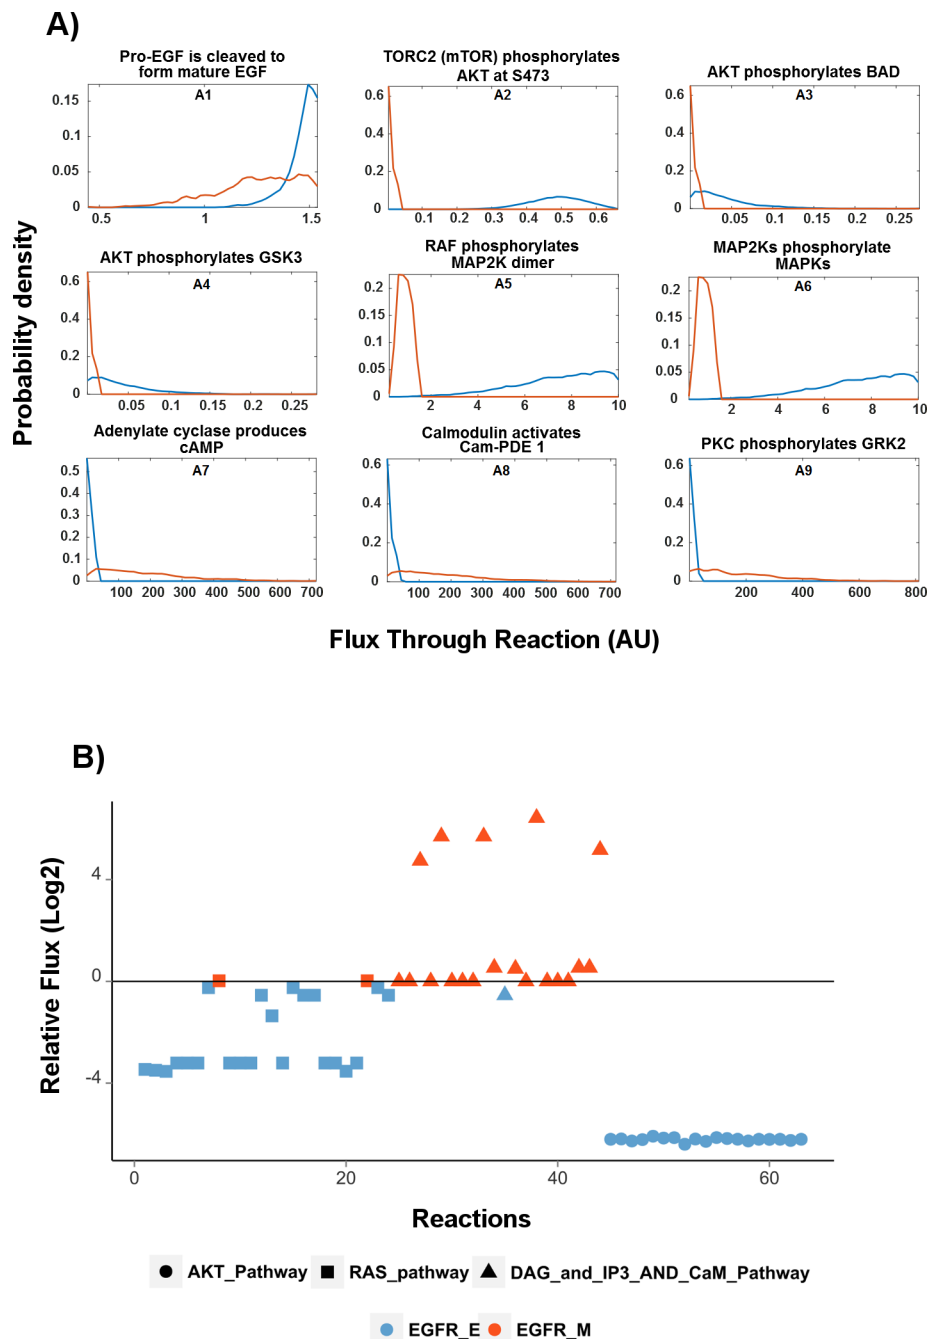 A)
Pro-EGF is cleaved to
form mature EGF
A1
0.15
0.1
0.05
0
0.5
1
1.5
TORC2 (mTOR) phosphorylates
AKT at S473
A2
0.6
0.4
0.2
0
0.1
0.2
0.3
0.4
0.5
0.6
AKT phosphorylates BAD
A3
0.6
0.4
0.2
0
0.05
0.1
0.15
0.2
0.25
Probability density
AKT phosphorylates GSK3
A4
0.6
0.4
0.2
0
0.05
0.1
0.15
0.2
0.25
RAF phosphorylates
MAP2K dimer
A5
0.2
0.15
0.1
0.05
0
2
4
6
8
10
MAP2Ks phosphorylate
MAPKs
A6
0.2
0.15
0.1
0.05
0
2
4
6
8
10
Adenylate cyclase produces
cAMP
A7
0.5
0.4
0.3
0.2
0.1
0
100
200
300
400
500
600
700
Calmodulin activates
Cam-PDE 1
A8
0.6
0.4
0.2
0
100
200
300
400
500
600
700
PKC phosphorylates GRK2
A9
0.6
0.4
0.2
0
200
400
600
800
Flux Through Reaction (AU)
B)
Relative Flux (Log2)
4
0
-4
0
20
40
60
Reactions
AKT_Pathway RAS_pathway DAG_and_IP3_AND_CaM_Pathway
EGFR_E EGFR_M